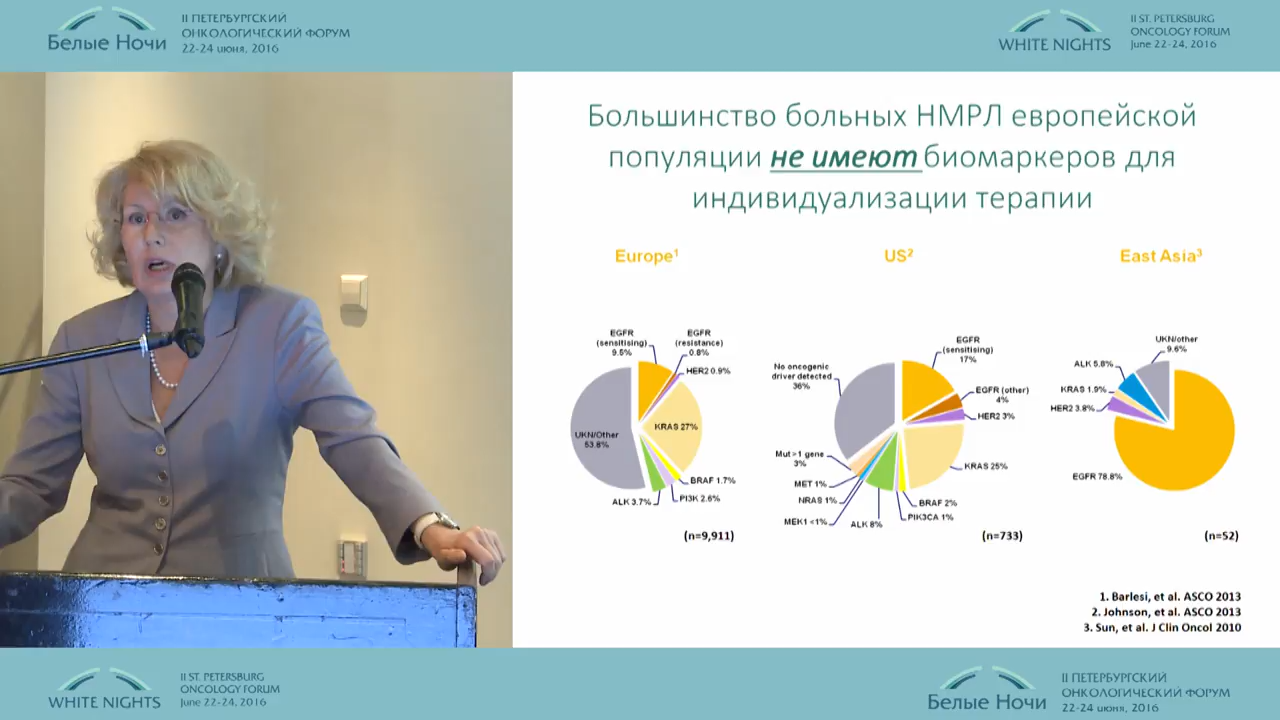 Белые Ночи
II ПЕТЕРБУРГСКИЙ
ОНКОЛОГИЧЕСКИЙ ФОРУМ
22-24 июня, 2016
WHITE NIGHTS
II ST. PETERSBURG
ONCOLOGY FORUM
June 22-24, 2016
Большинство больных НМРЛ европейской
популяции не имеют биомаркеров для
индивидуализации терапии
Europe1
EGFR
(sensitising)
9.5%
EGFR
(resistance)
0.8%
HER2 0.9%
KRAS 27%
BRAF 1.7%
PI3K 2.6%
ALK 3.7%
UKN/Other
53.8%
(n=9,911)
US2
EGFR
(sensitising)
17%
EGFR (other)
4%
HER2 3%
KRAS 25%
BRAF 2%
PIK3CA 1%
ALK 8%
MEK1 <1%
NRAS 1%
MET 1%
Mut >1 gene
3%
No oncogenic
driver detected
36%
(n=733)
East Asia3
UKN/other
9.6%
ALK 5.8%
KRAS 1.9%
HER2 3.8%
EGFR 78.8%
(n=52)
1. Barlesi, et al. ASCO 2013
2. Johnson, et al. ASCO 2013
3. Sun, et al. J Clin Oncol 2010
WHITE NIGHTS
II ST. PETERSBURG
ONCOLOGY FORUM
June 22-24, 2016
Белые Ночи
II ПЕТЕРБУРГСКИЙ
ОНКОЛОГИЧЕСКИЙ ФОРУМ
22-24 июня, 2016